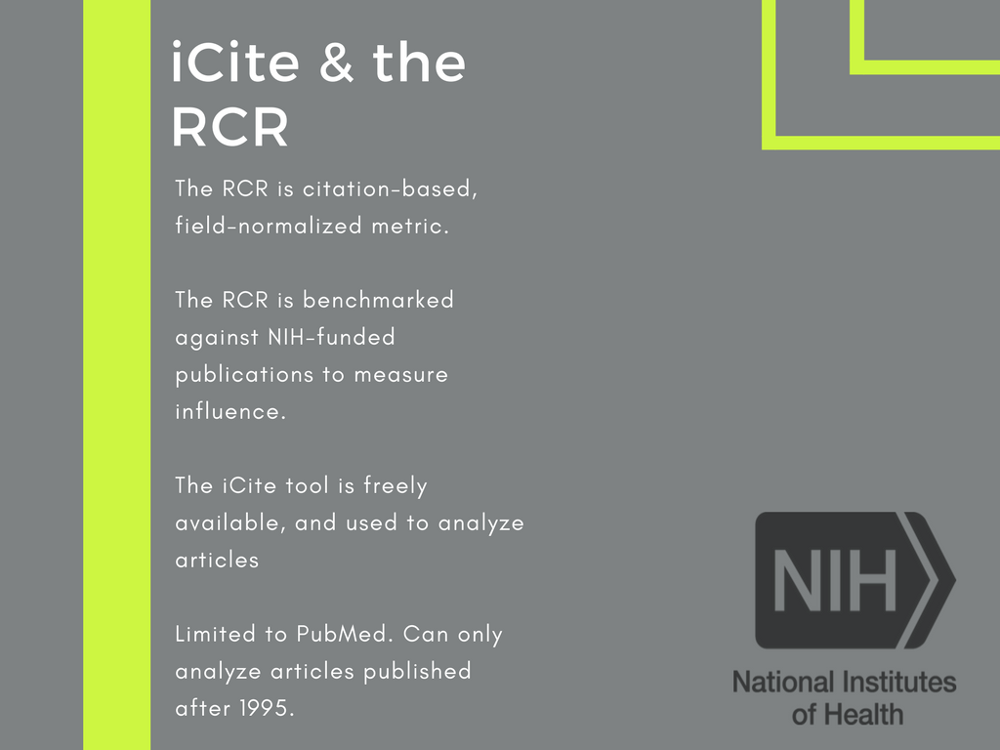 iCite & the
RCR
The RCR is citation-based,
field-normalized metric.
The RCR is benchmarked
against NIH-funded
publications to measure
influence.
The iCite tool is freely
available, and used to analyze
articles
Limited to PubMed. Can only
analyze articles published
after 1995.
NIH
National Institutes
of Health